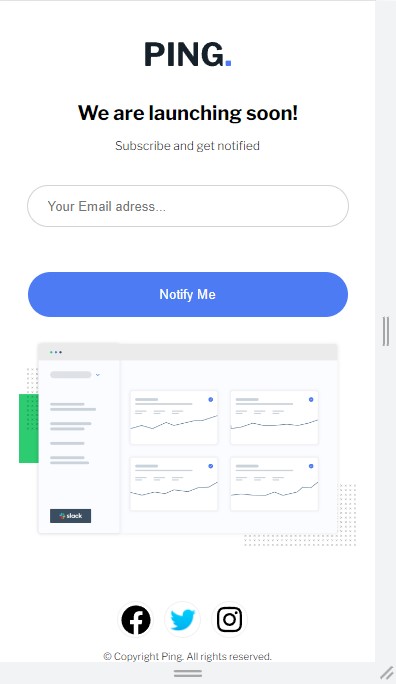 PING.
We are launching soon!
Subscribe and get notified
Your Email adress...
Notify Me
slack
© Copyright Ping. All rights reserved.